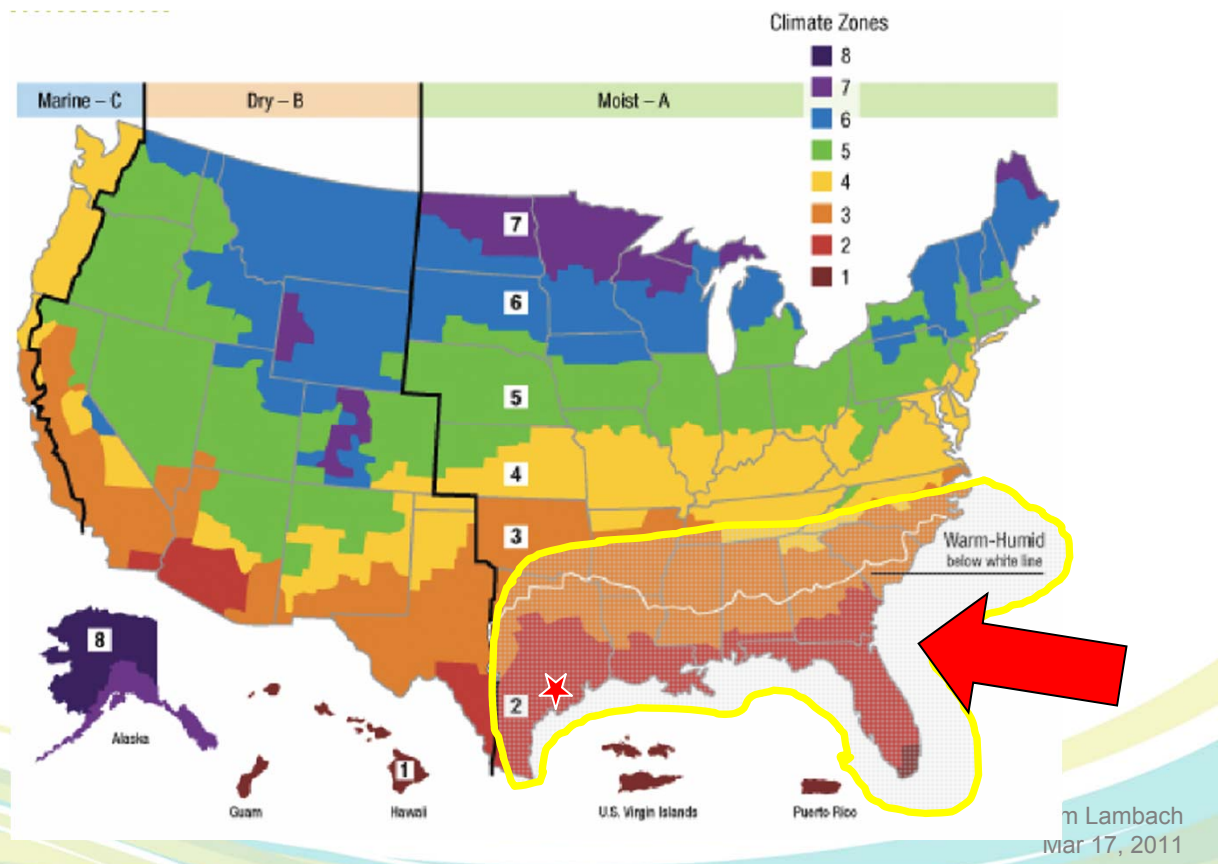 Climate Zones
8
7
6
5
4
3
2
1
Marine – C
Dry – B
Moist – A
7
6
5
4
3
2
Warm-Humid
below white line
8
Alaska
Guam
1
Hawaii
U.S. Virgin Islands
Puerto Rico
m Lambach
Mar 17, 2011